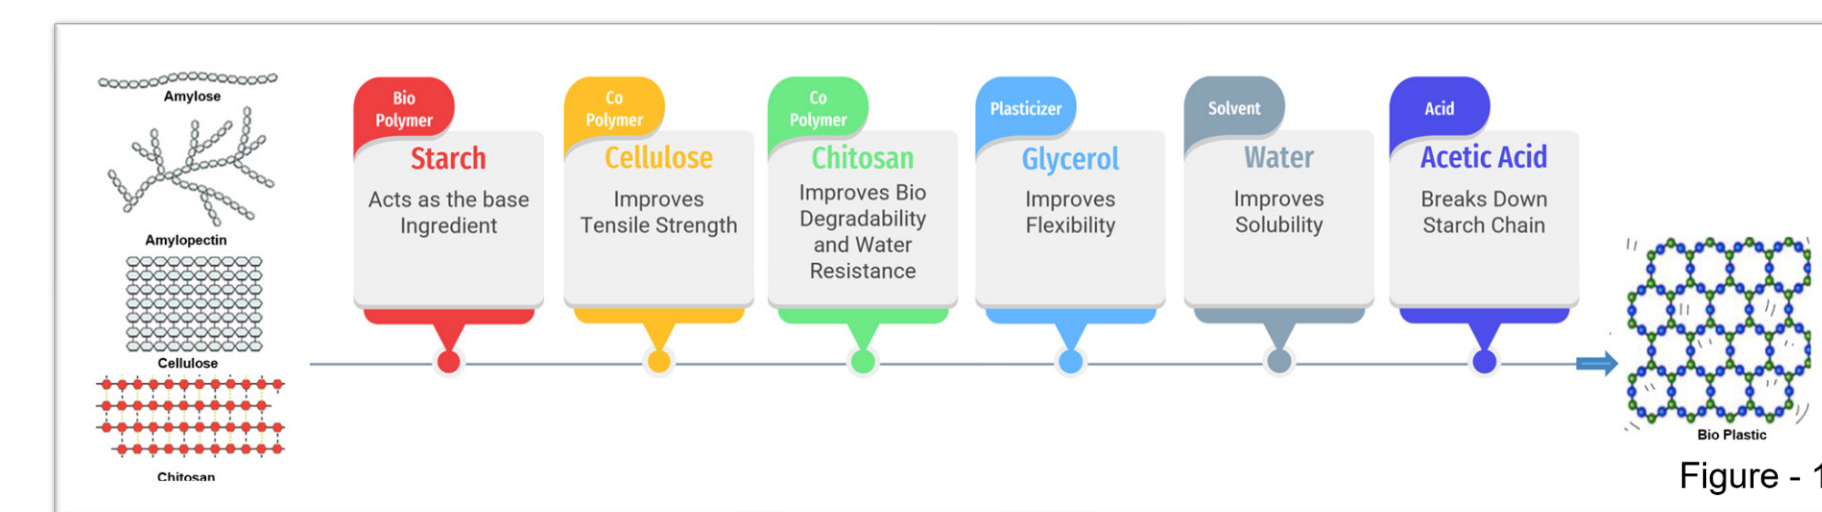 Amylose
Amylopectin
Cellulose
Chitosan
Bio
Polymer
Starch
Acts as the base
Ingredient
Co
Polymer
Cellulose
Improves
Tensile Strength
Co
Polymer
Chitosan
Improves Bio
Degradability
and Water
Resistance
Plasticizer
Glycerol
Improves
Flexibility
Solvent
Water
Improves
Solubility
Acid
Acetic Acid
Breaks Down
Starch Chain
Bio Plastic
Figure - 1